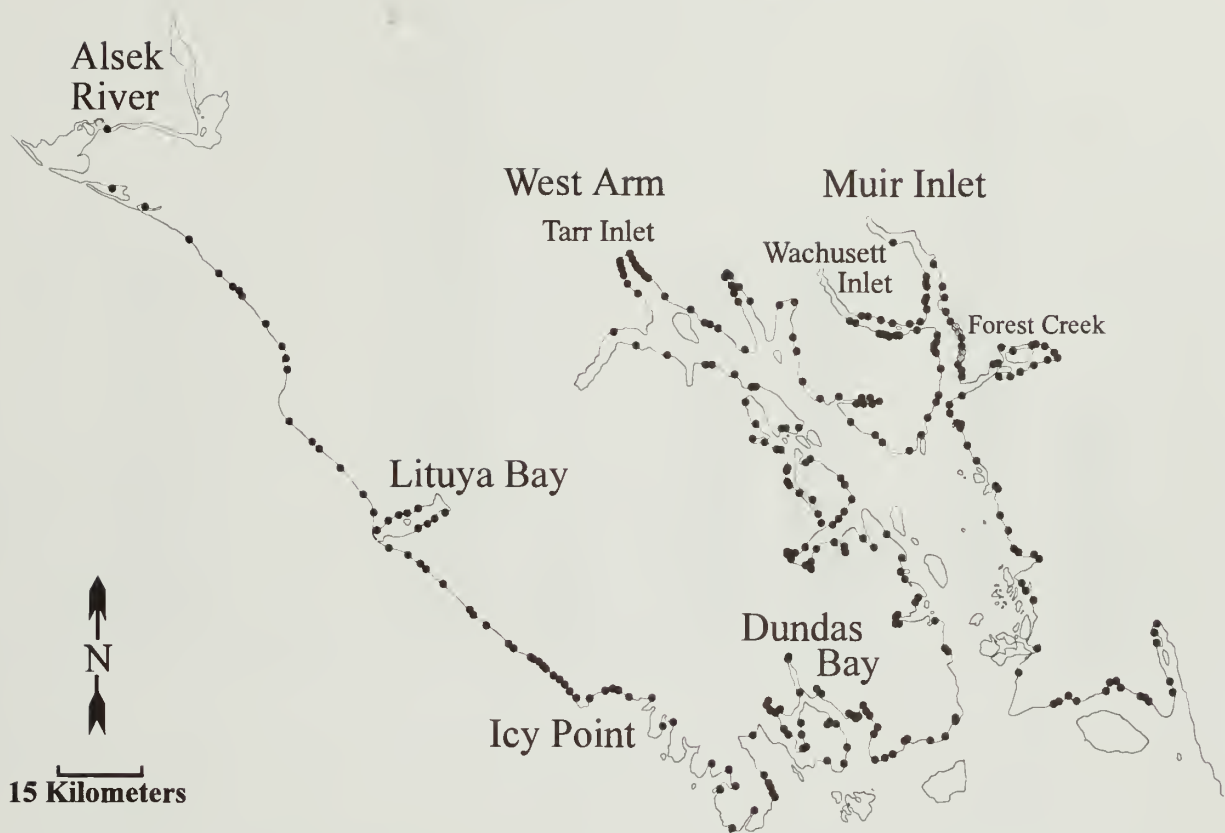 Alsek
River
West Arm
Muir Inlet
Tarr Inlet
Wachusett
Inlet
Forest Creek
Lituya Bay
Dundas
Bay
N
Icy Point
15 Kilometers